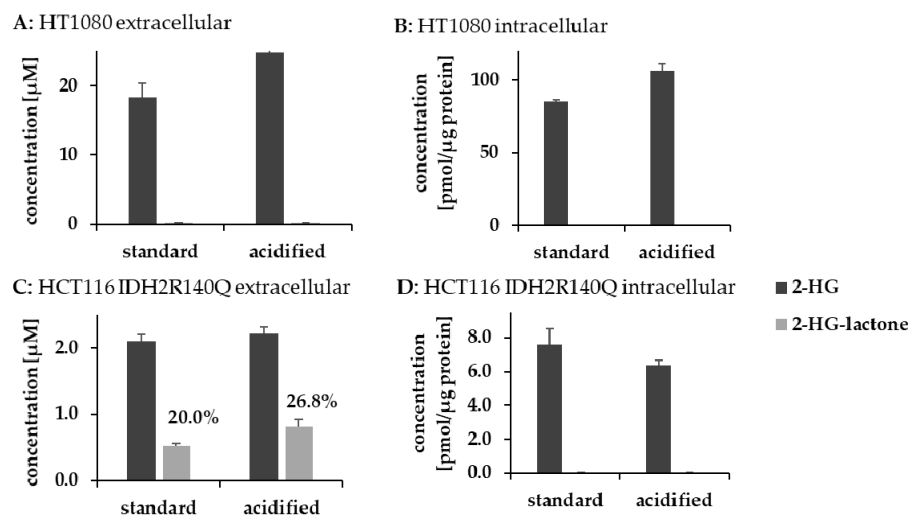 A: HT1080 extracellular
concentration [µM]
20
10
0
standard
acidified
B: HT1080 intracellular
concentration
[pmol/µg protein]
100
50
0
standard
acidified
C: HCT116 IDH2R140Q extracellular
concentration [µM]
2.0
1.0
0.0
20.0%
26.8%
standard
acidified
D: HCT116 IDH2R140Q intracellular
concentration
[pmol/µg protein]
8.0
6.0
4.0
2.0
0.0
standard
acidified
2-HG
2-HG-lactone